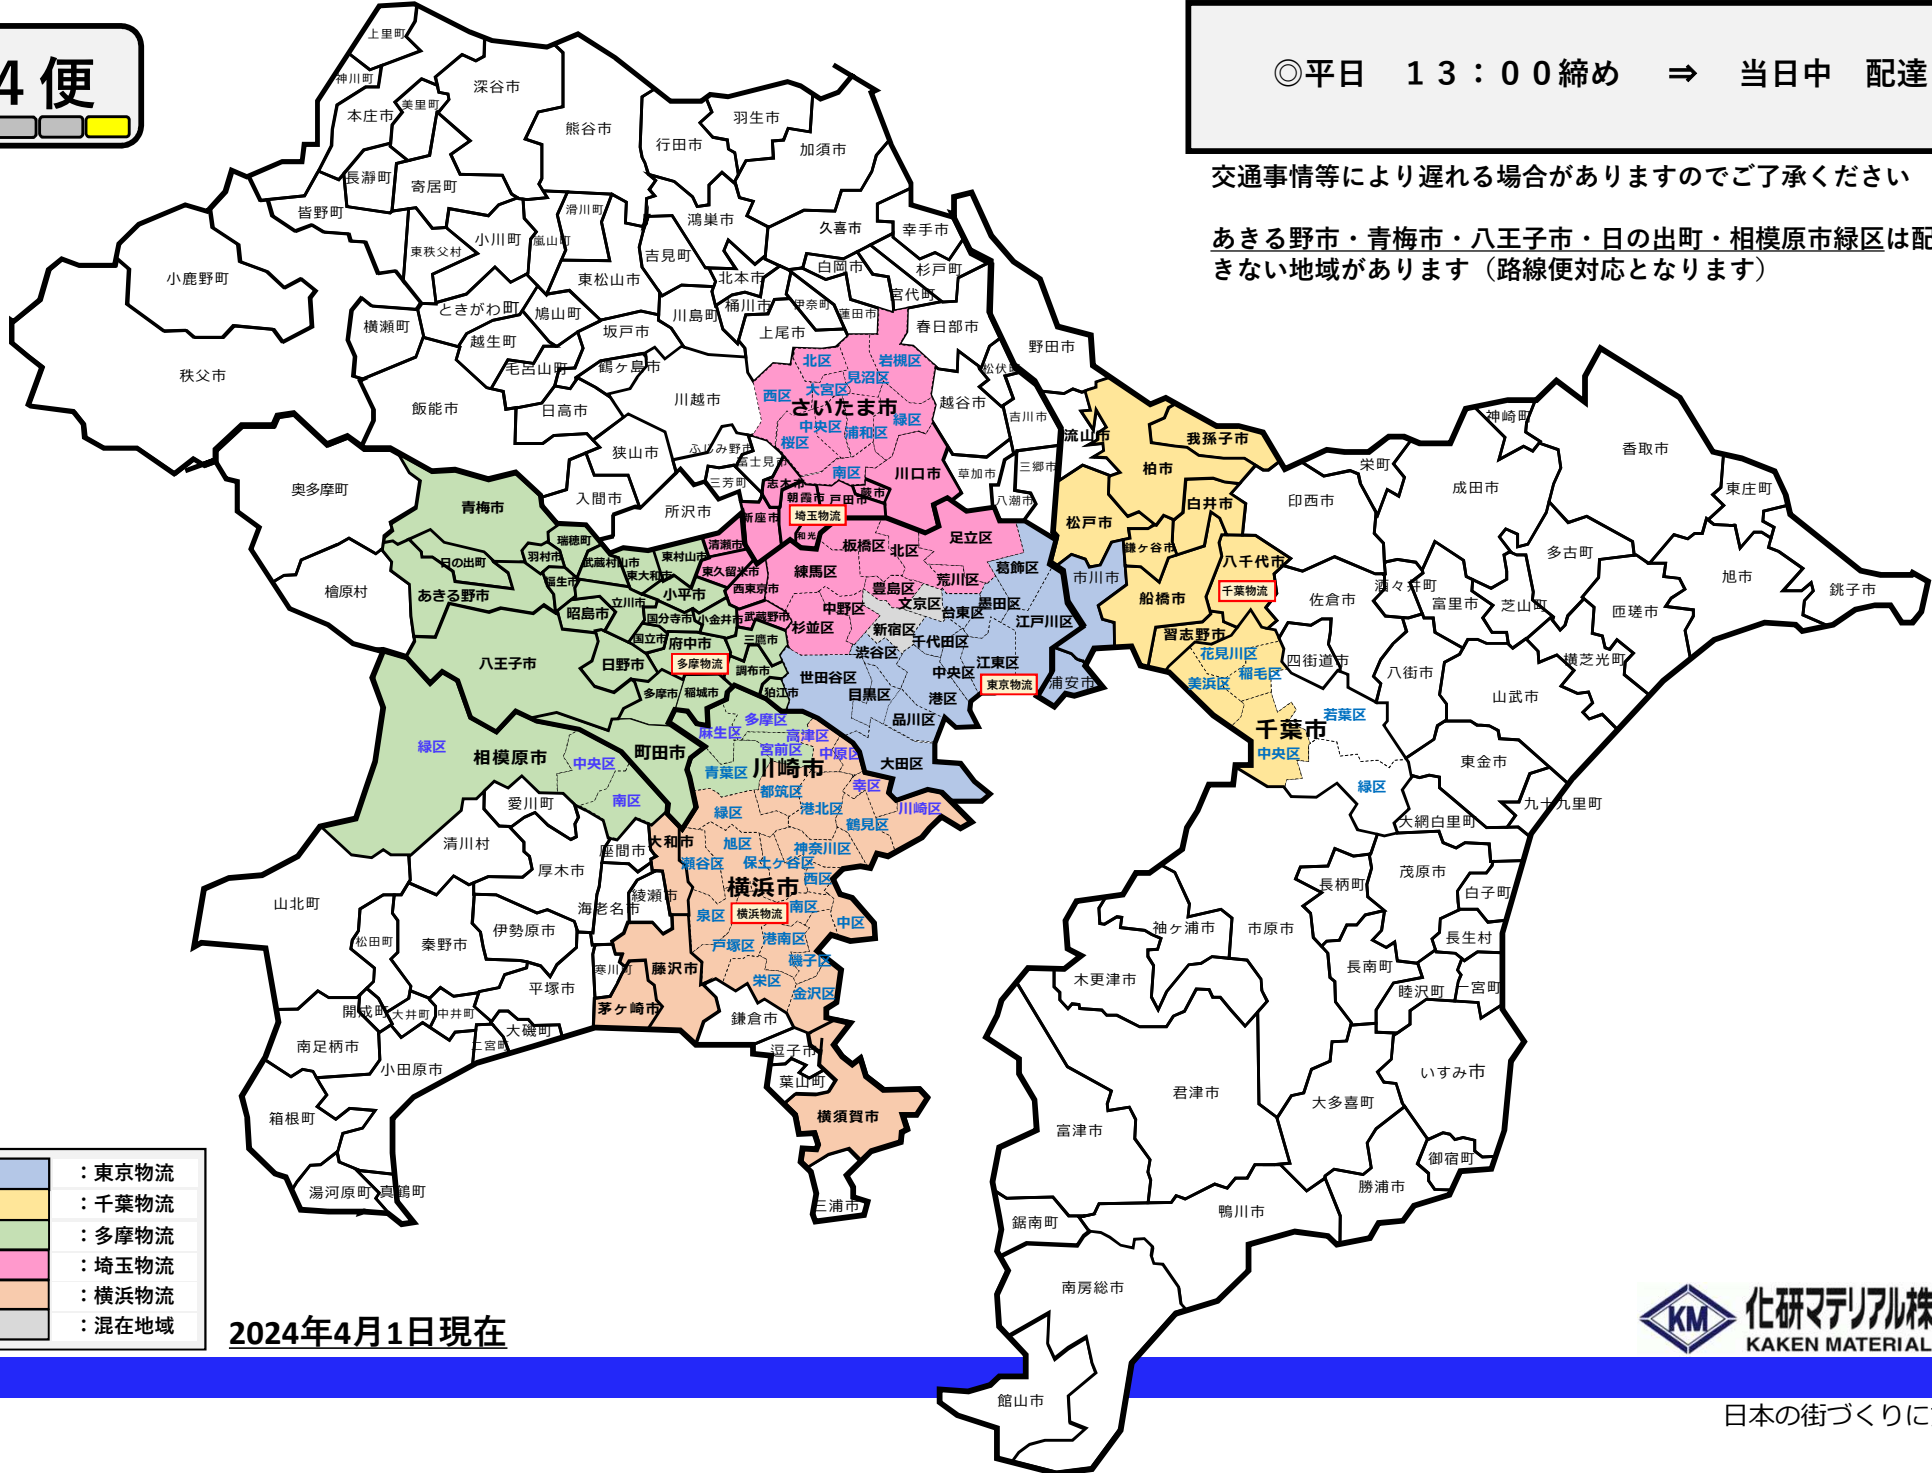 4便
◎平日　１３：００締め　⇒　当日中　配達
交通事情等により遅れる場合がありますのでご了承ください
あきる野市・青梅市・八王子市・日の出町・相模原市緑区は配
きない地域があります（路線便対応となります）
上里町
神川町
本庄市
美里町
深谷市
熊谷市
行田市
羽生市
加須市
長瀞町
寄居町
皆野町
滑川町
鴻巣市
久喜市
幸手市
東秩父村
小川町
嵐山町
吉見町
東松山市
北本市
白岡市
杉戸町
宮代町
小鹿野町
ときがわ町
鳩山町
川島町
桶川市
伊奈町
蓮田市
春日部市
横瀬町
越生町
坂戸市
上尾市
野田市
秩父市
毛呂山町
鶴ヶ島市
北区
岩槻区
見沼区
大宮区
西区
さいたま市
松伏町
飯能市
日高市
川越市
越谷市
吉川市
中央区
浦和区
緑区
桜区
南区
川口市
狭山市
ふじみ野市
富士見市
三芳町
志木市
草加市
三郷市
八潮市
入間市
所沢市
新座市
朝霞市
戸田市
蕨市
埼玉物流
和光
流山市
我孫子市
柏市
白井市
松戸市
鎌ヶ谷市
八千代市
千葉物流
船橋市
習志野市
市川市
浦安市
印西市
栄町
神崎町
成田市
香取市
東庄町
多古町
旭市
銚子市
佐倉市
酒々井町
富里市
芝山町
匝瑳市
四街道市
八街市
横芝光町
山武市
花見川区
稲毛区
美浜区
若葉区
千葉市
中央区
緑区
東金市
九十九里町
大網白里町
奥多摩町
青梅市
瑞穂町
羽村市
日の出町
福生市
武蔵村山市
東大和市
東村山市
清瀬市
東久留米市
西東京市
檜原村
あきる野市
昭島市
立川市
小平市
国分寺市
小金井市
武蔵野市
国立市
府中市
三鷹市
八王子市
日野市
多摩物流
調布市
多摩市
稲城市
狛江市
板橋区
北区
足立区
練馬区
豊島区
荒川区
葛飾区
中野区
文京区
台東区
墨田区
杉並区
新宿区
千代田区
江戸川区
渋谷区
世田谷区
中央区
江東区
東京物流
目黒区
港区
品川区
大田区
緑区
相模原市
中央区
南区
町田市
多摩区
麻生区
高津区
宮前区
中原区
青葉区
川崎市
都筑区
幸区
川崎区
港北区
緑区
鶴見区
愛川町
清川村
座間市
大和市
旭区
神奈川区
瀬谷区
保土ヶ谷区
西区
横浜市
厚木市
綾瀬市
海老名市
泉区
横浜物流
南区
中区
山北町
松田町
秦野市
伊勢原市
戸塚区
港南区
磯子区
寒川町
藤沢市
栄区
金沢区
平塚市
茅ヶ崎市
鎌倉市
開成町
大井町
中井町
大磯町
二宮町
南足柄市
小田原市
逗子市
葉山町
箱根町
横須賀市
湯河原町
真鶴町
三浦市
茂原市
長柄町
白子町
袖ヶ浦市
市原市
長生村
木更津市
長南町
睦沢町
一宮町
君津市
大多喜町
いすみ市
富津市
御宿町
勝浦市
鋸南町
鴨川市
南房総市
館山市
：東京物流
：千葉物流
：多摩物流
：埼玉物流
：横浜物流
：混在地域
2024年4月1日現在
KM
化研マテリアル株
KAKEN MATERIAL
日本の街づくりに